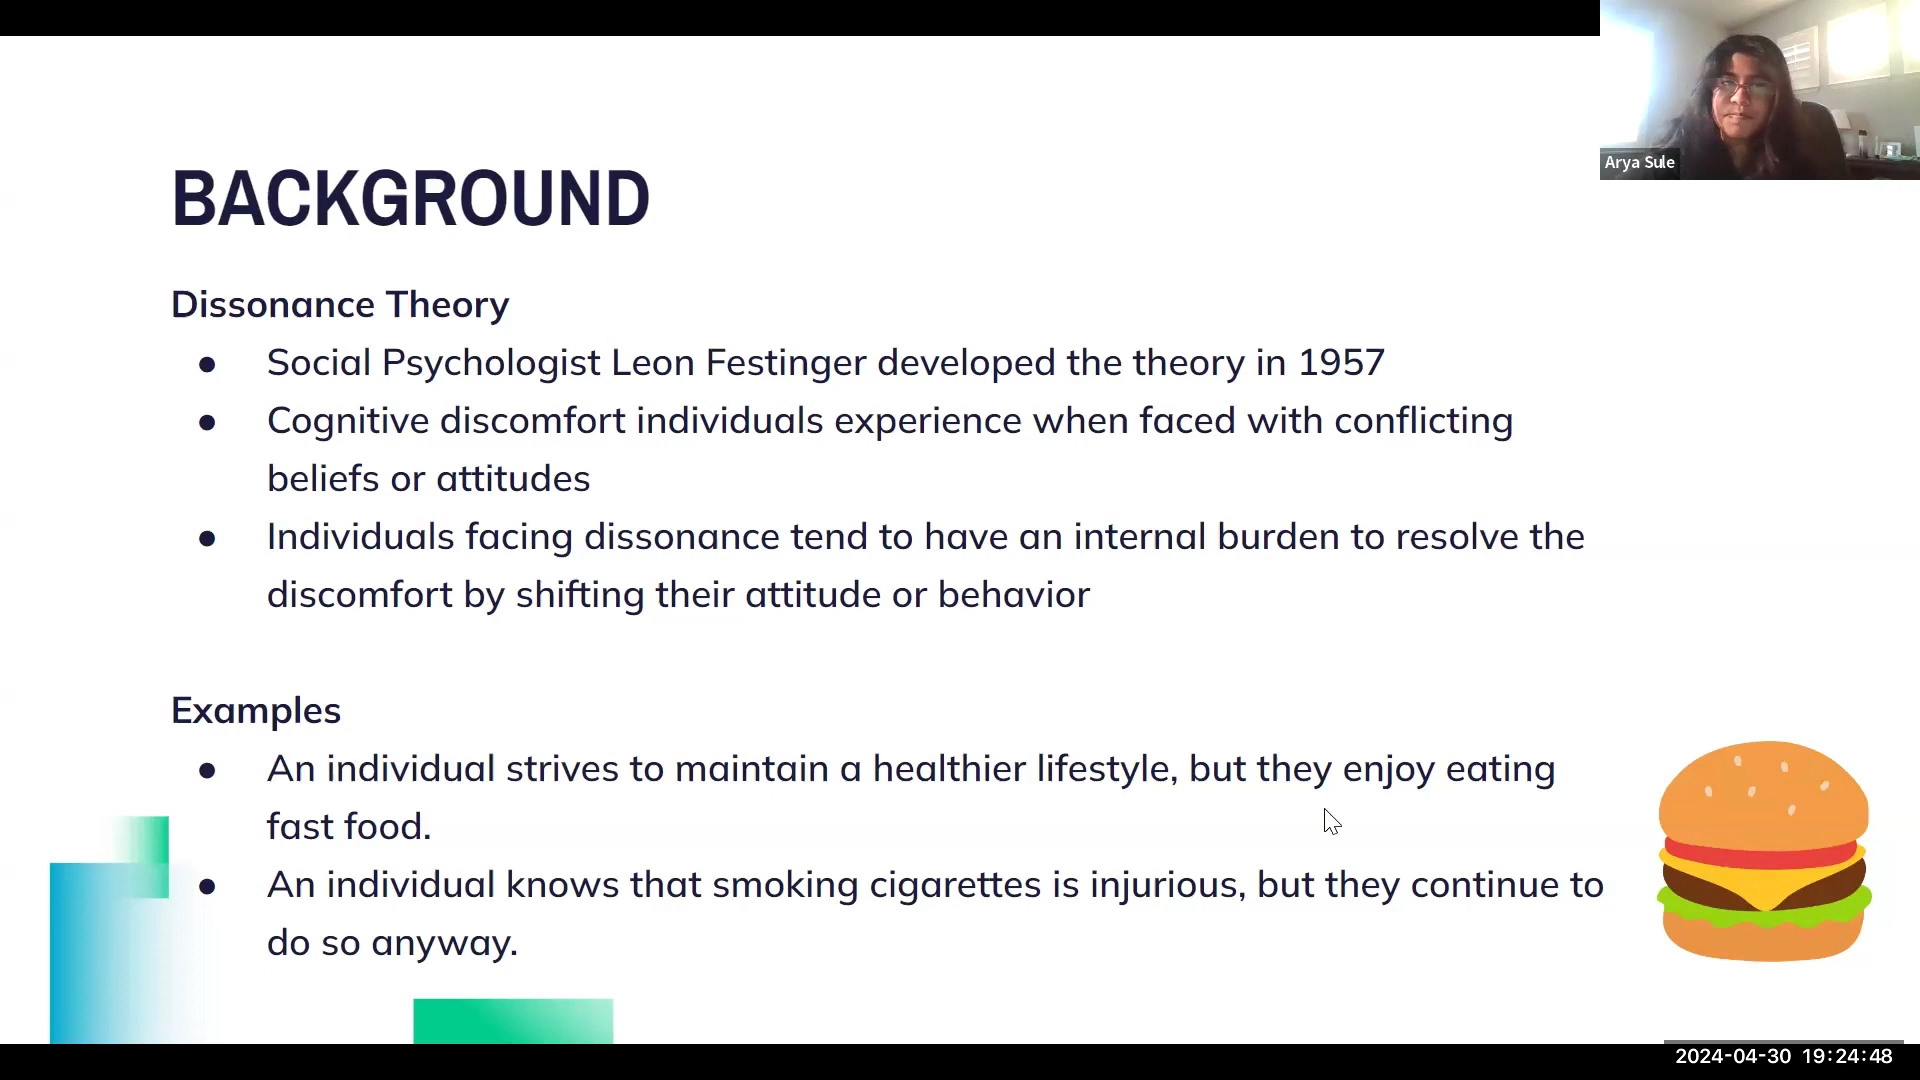 Arya Sule
BACKGROUND
Dissonance Theory
● Social Psychologist Leon Festinger developed the theory in 1957
● Cognitive discomfort individuals experience when faced with conflicting
beliefs or attitudes
● Individuals facing dissonance tend to have an internal burden to resolve the
discomfort by shifting their attitude or behavior
Examples
● An individual strives to maintain a healthier lifestyle, but they enjoy eating
fast food.
● An individual knows that smoking cigarettes is injurious, but they continue to
do so anyway.
2024-04-30 19:24:48